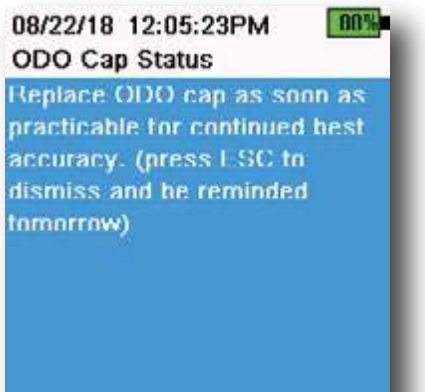 08/22/18 12:05:23PM
ODO Cap Status
Replace ODO cap as soon as
practicable for continued best
accuracy. (press ESC to
dismiss and be reminded
tomorrow)